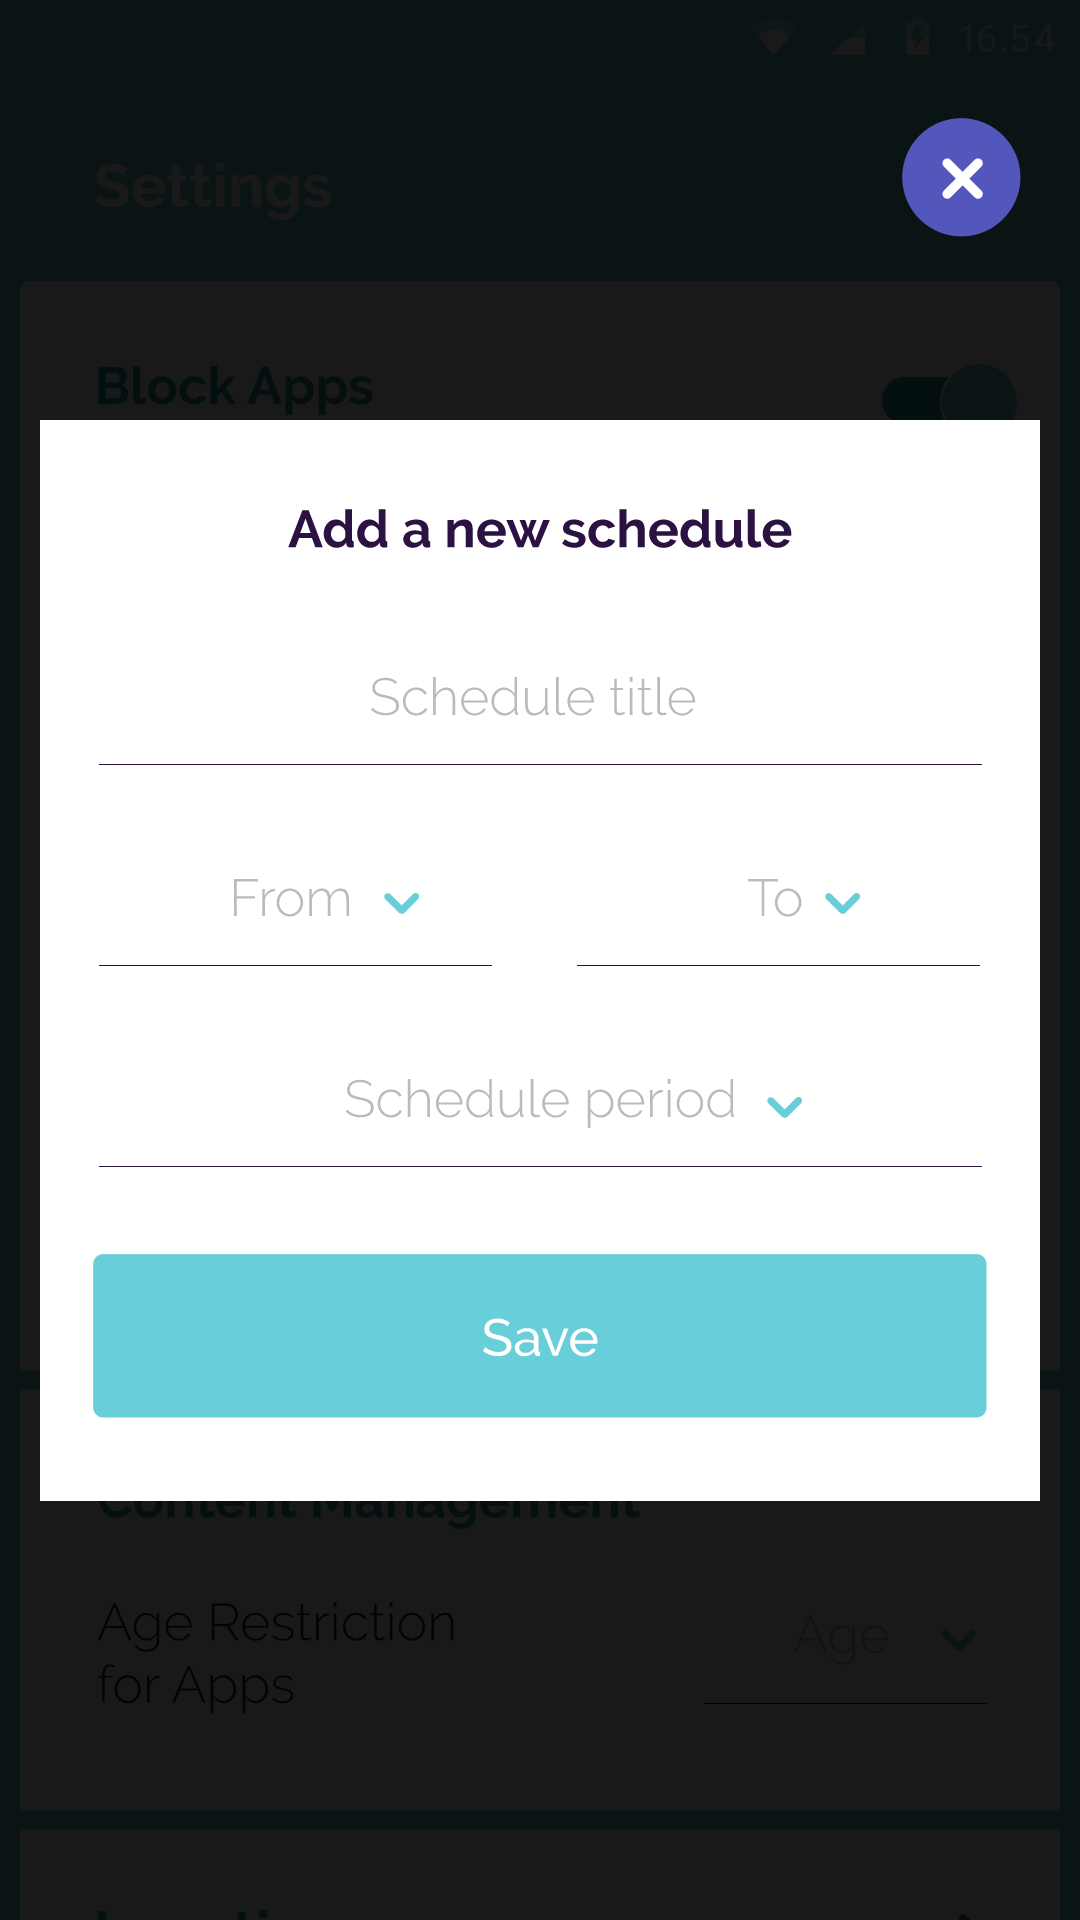 16.54
Settings
Block Apps
Add a new schedule
Schedule title
From
To
Schedule period
Save
Content Management
Age Restriction
for Apps
Age